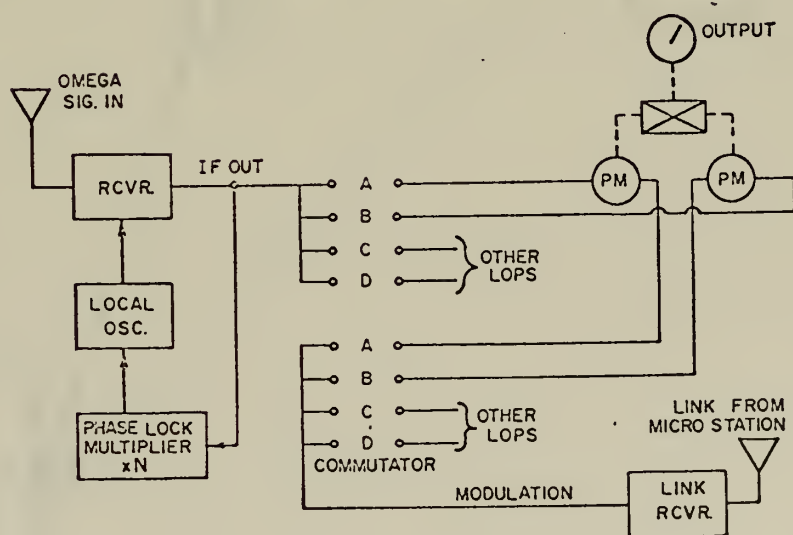 OUTPUT
OMEGA
SIG. IN
RCVR.
IF OUT
A
B
C
D
OTHER
LOPS
PM
PM
LOCAL
OSC.
PHASE LOCK
MULTIPLIER
xN
A
B
C
D
OTHER
LOPS
COMMUTATOR
MODULATION
LINK FROM
MICRO STATION
LINK
RCVR.